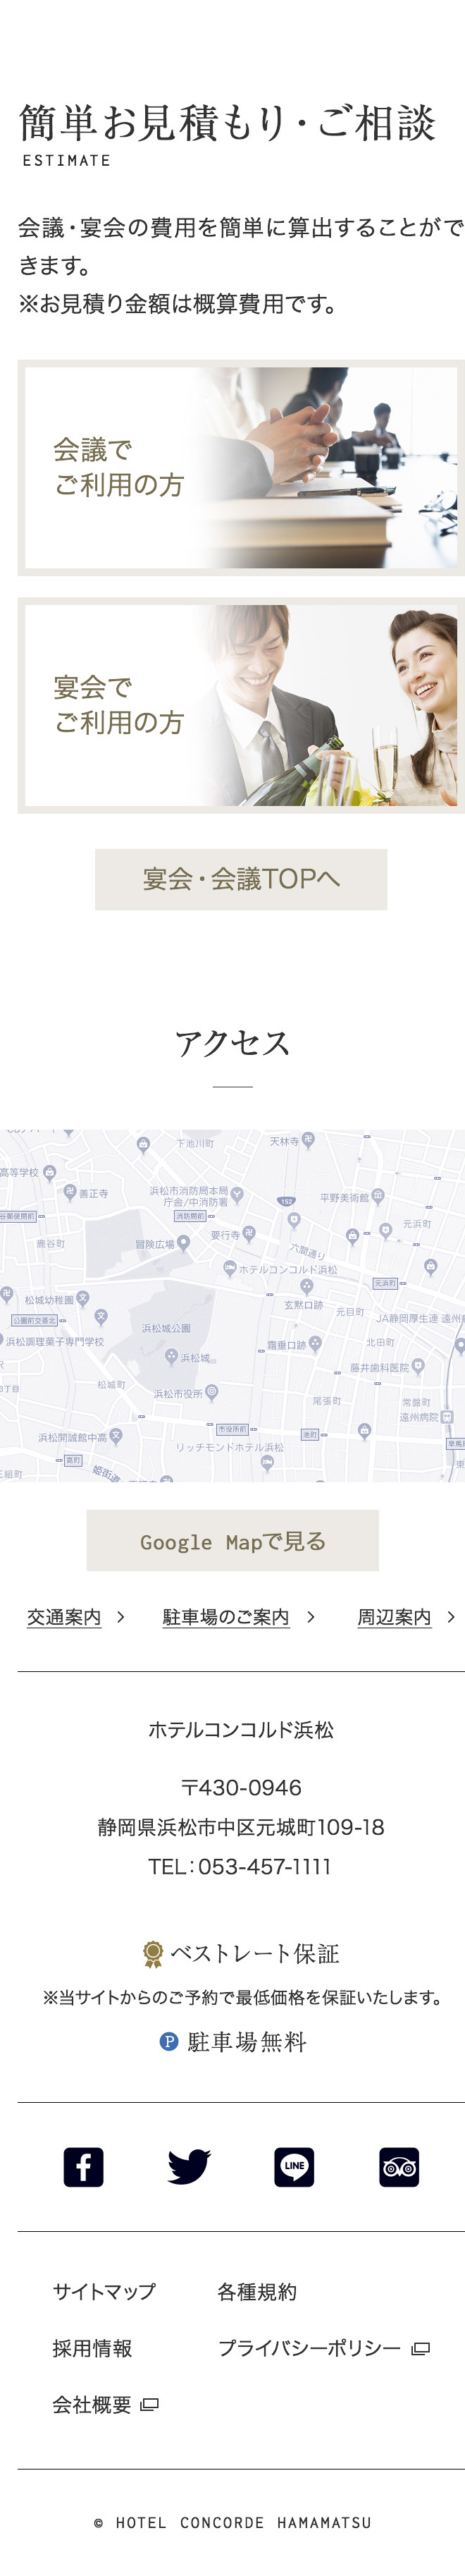 簡単お見積もり・ご相談
ESTIMATE
会議・宴会の費用を簡単に算出することがで
きます。
※お見積り金額は概算費用です。
会議で
ご利用の方
宴会で
ご利用の方
宴会・会議TOPへ
アクセス
下池川町
天林寺
高等学校
善正寺
浜松市消防局本局
庁舎/中消防署
152
平野美術館
消防局前
鹿谷町
冒険広場
要行寺
六間通り
元浜町
ホテルコンコルド浜松
元浜町
松城幼稚園
玄黙口跡
元目町
公園前交差北
浜松城公園
JA静岡厚生連 遠州
浜松調理菓子専門学校
浜松城
霜垂口跡
北田町
藤井歯科医院
松城町
浜松市役所
尾張町
常盤町
遠州病院
浜松開誠館中高
市役所前
池町
リッチモンドホテル浜松
高町
三組町
姫街道
Google Mapで見る
交通案内
駐車場のご案内
周辺案内
ホテルコンコルド浜松
〒430-0946
静岡県浜松市中区元城町109-18
TEL：053-457-1111
ベストレート保証
※当サイトからのご予約で最低価格を保証いたします。
P 駐車場無料
LINE
サイトマップ
各種規約
採用情報
プライバシーポリシー
会社概要
© HOTEL CONCORDE HAMAMATSU